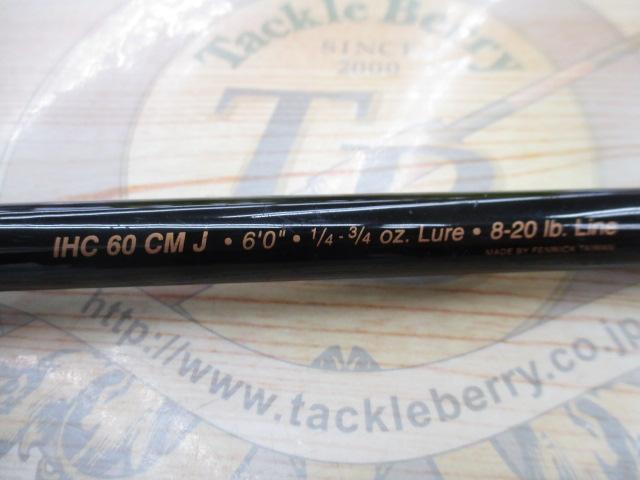 Tackle Berry
SINCE
2000
TB
IHC 60 CM J • 6'0" • 1/4 - 3/4 oz. Lure • 8-20 lb. Line
MADE BY FENWICK TAIWAN
http://www.tackleberry.co.jp